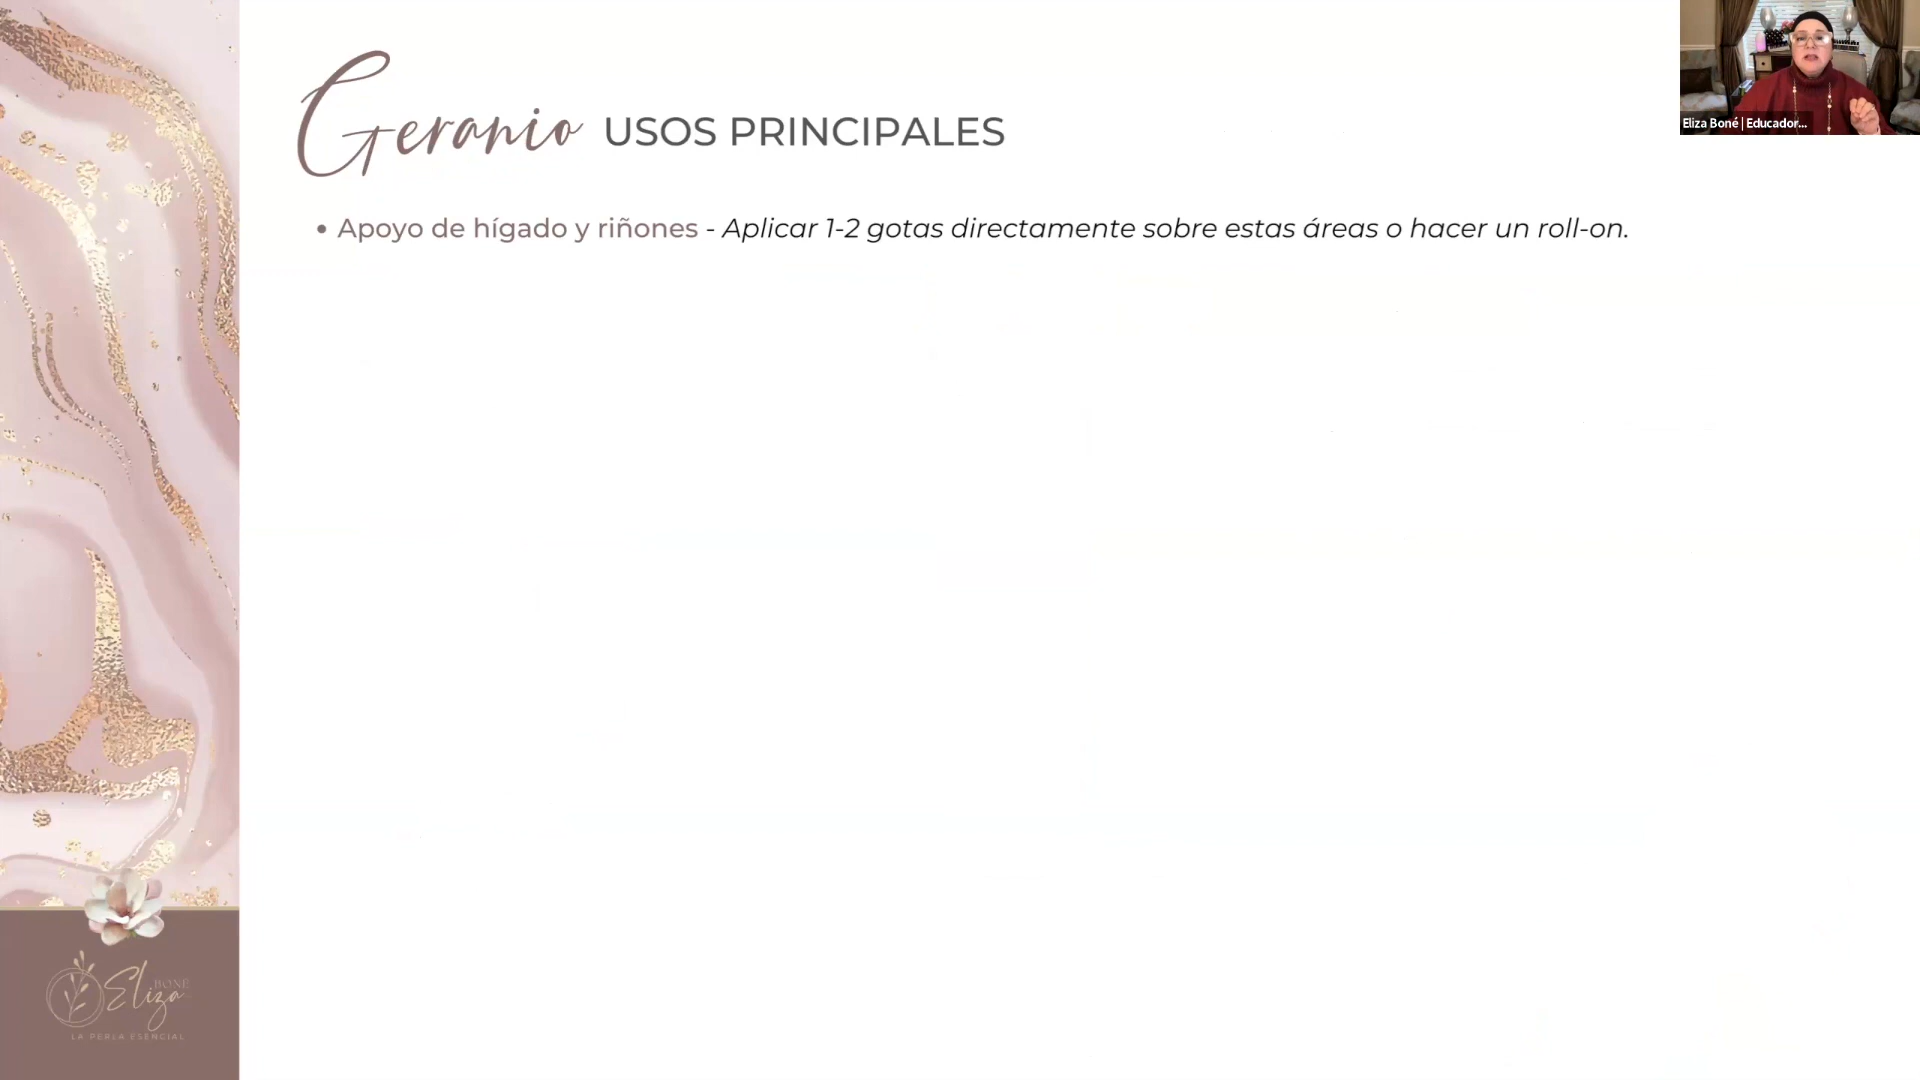 Geranio USOS PRINCIPALES
• Apoyo de hígado y riñones - Aplicar 1-2 gotas directamente sobre estas áreas o hacer un roll-on.
Eliza Boné | Educador...
BONÉ
Eliza
LA PERLA ESENCIAL